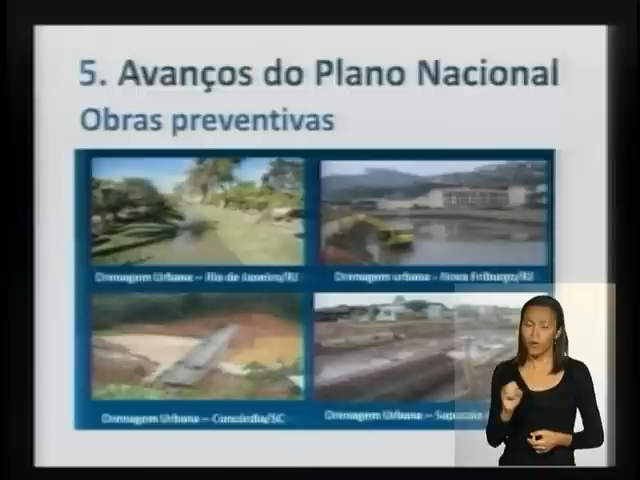 5. Avanços do Plano Nacional
Obras preventivas
Drenagem Urbana – Rio de Janeiro/RJ
Drenagem urbana - Nova Friburgo/RJ
Drenagem Urbana – Concórdia/SC
Drenagem Urbana – Sapucaia